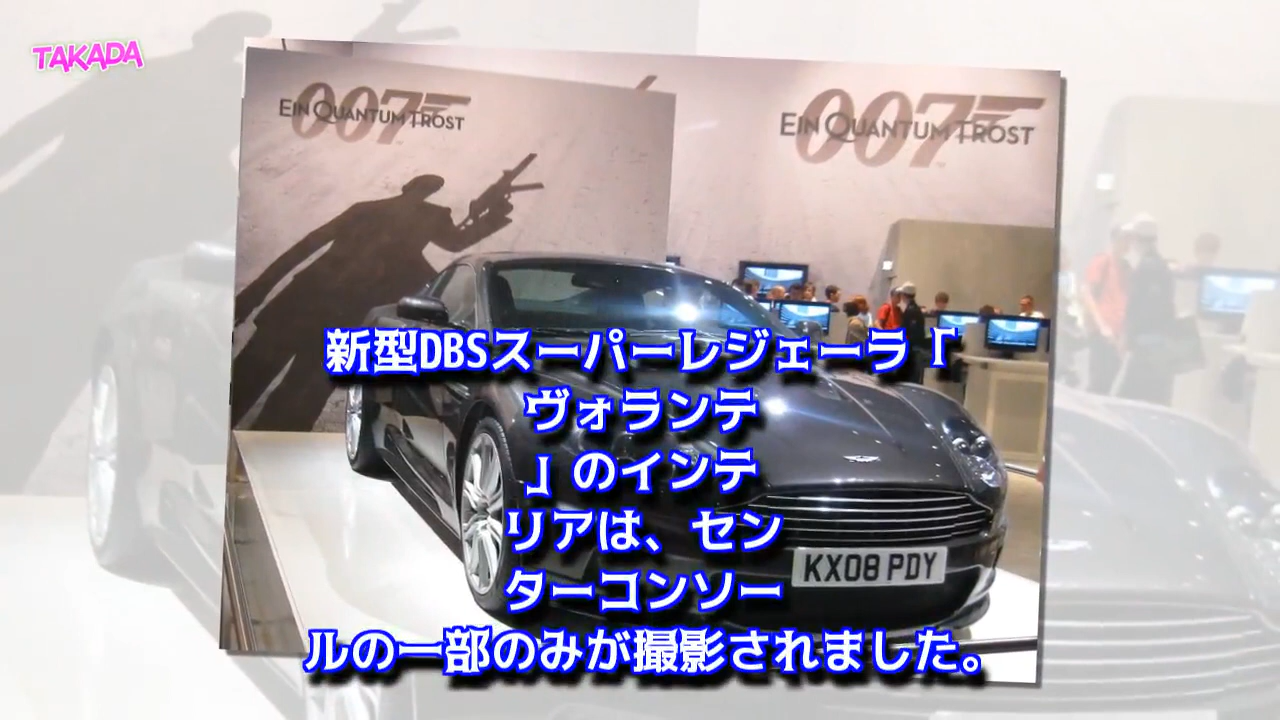 TAKADA
007
EIN QUANTUM TROST
007
EIN QUANTUM TROST
新型DBSスーパーレジェーラ「
ヴォランテ
」のインテ
リアは、セン
ターコンソー
ルの一部のみが撮影されました。
KX08 PDY